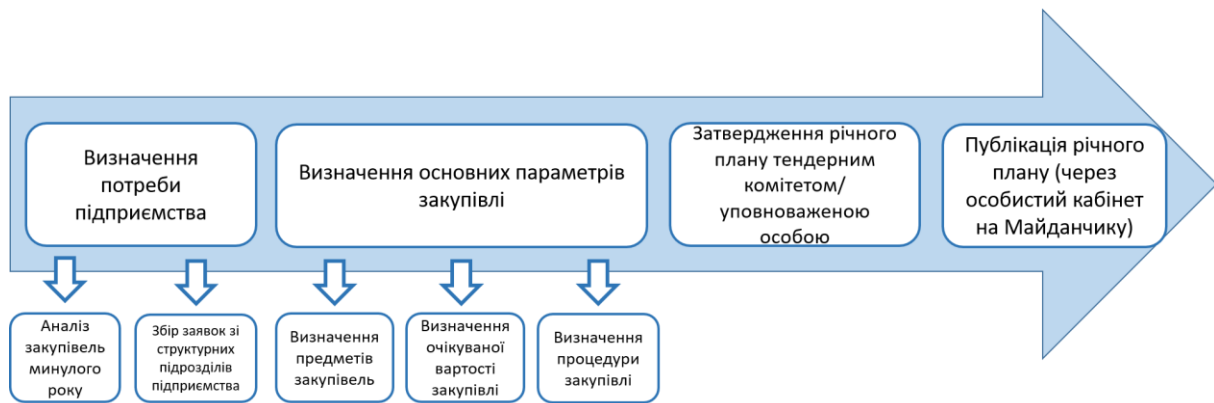 Визначення
потреби
підприємства
Визначення основних параметрів
закупівлі
Затвердження річного
плану тендерним
комітетом/
уповноваженою
особою
Публікація річного
плану (через
особистий кабінет
на Майданчику)
Аналіз
закупівель
минулого
року
Збір заявок зі
структурних
підрозділів
підприємства
Визначення
предметів
закупівель
Визначення
очікуваної
вартості
закупівлі
Визначення
процедури
закупівлі